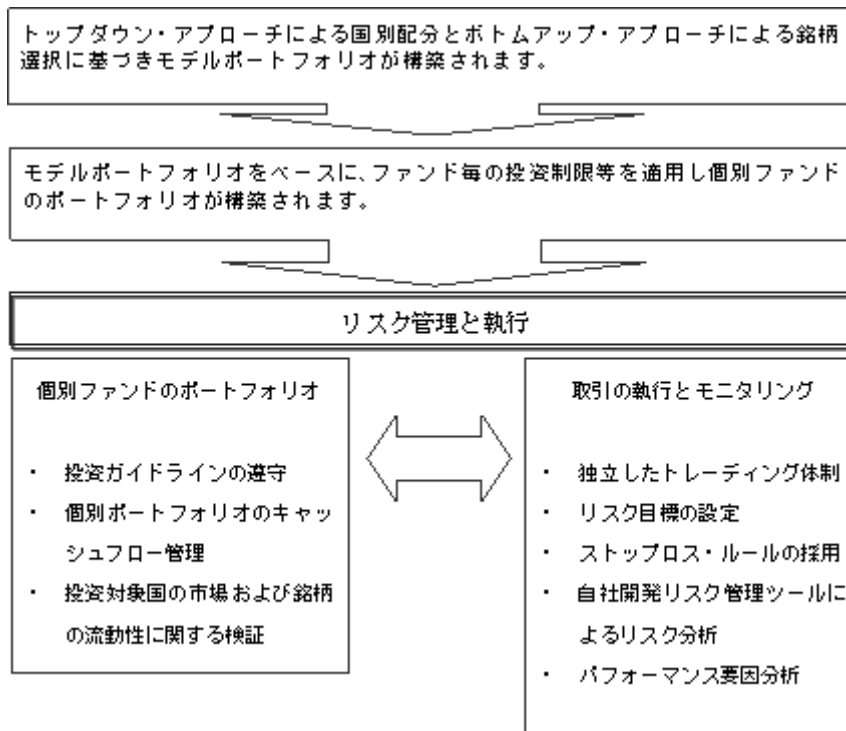 トップダウン・アプローチによる国別配分とボトムアップ・アプローチによる銘柄
選択に基づきモデルポートフォリオが構築されます。
モデルポートフォリオをベースに、ファンド毎の投資制限等を適用し個別ファンド
のポートフォリオが構築されます。
リスク管理と執行
個別ファンドのポートフォリオ
・ 投資ガイドラインの遵守
・ 個別ポートフォリオのキャッ
シュフロー管理
・ 投資対象国の市場および銘柄
の流動性に関する検証
取引の執行とモニタリング
・ 独立したトレーディング体制
・ リスク目標の設定
・ ストップロス・ルールの採用
・ 自社開発リスク管理ツールに
よるリスク分析
・ パフォーマンス要因分析